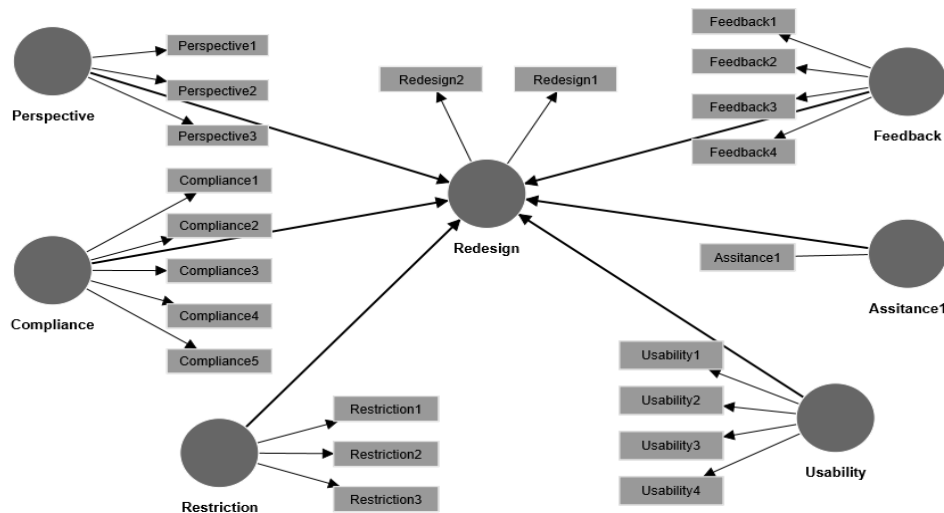 Perspective1
Perspective2
Perspective3
Perspective
Redesign2
Redesign1
Redesign
Feedback1
Feedback2
Feedback3
Feedback4
Feedback
Compliance1
Compliance2
Compliance3
Compliance4
Compliance5
Compliance
Assitance1
Assitance1
Restriction1
Restriction2
Restriction3
Restriction
Usability1
Usability2
Usability3
Usability4
Usability